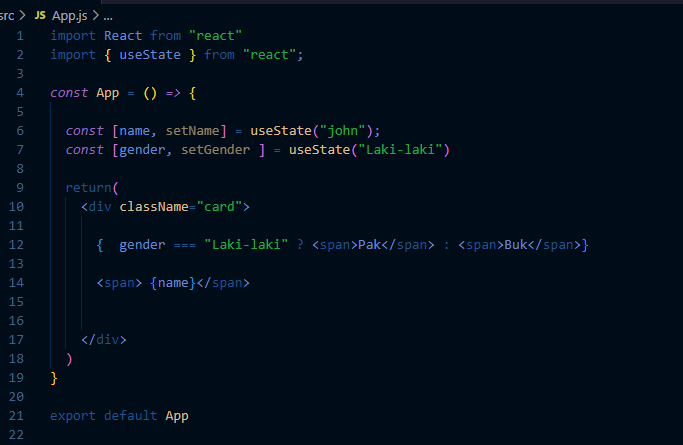 src > JS App.js > ...
1 import React from "react"
2 import { useState } from "react";
3
4 const App = () => {
5
6 const [name, setName] = useState("john");
7 const [gender, setGender ] = useState("Laki-laki")
8
9 return(
10 <div className="card">
11
12 {  gender === "Laki-laki" ? <span>Pak</span> : <span>Buk</span>}
13
14 <span> {name}</span>
15
16
17 </div>
18 )
19 }
20
21 export default App
22